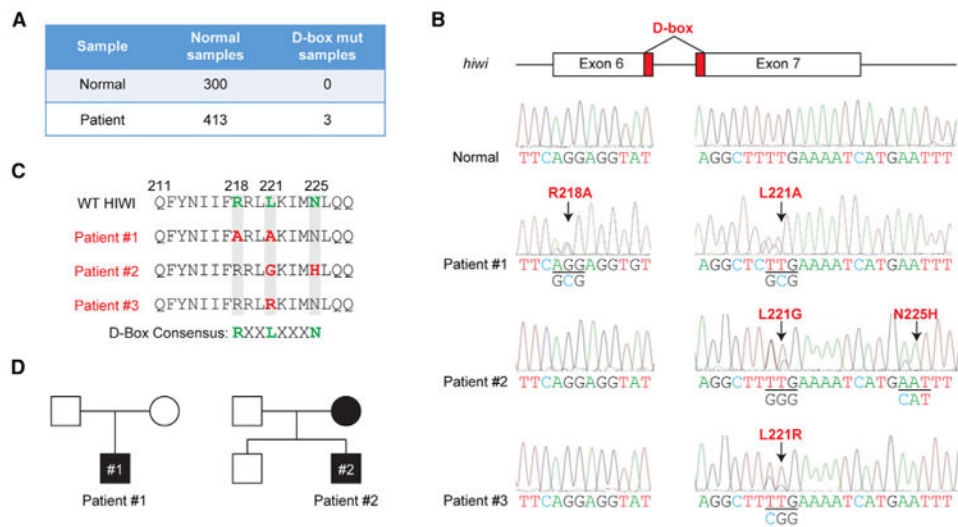 A
Sample Normal samples D-box mut samples
Normal 300 0
Patient 413 3
B
D-box
hiwi Exon 6 Exon 7
Normal
TTCAGGAGGTAT AGGCTTTTGAAAATCATGAATTT
R218A L221A
Patient #1
TTCAGGAGGTGT AGGCTCTTGAAAATCATGAATTT
GCG GCG
L221G N225H
Patient #2
TTCAGGAGGTAT AGGCTTTTGAAAATCATGAATTT
GGG CAT
L221R
Patient #3
TTCAGGAGGTAT AGGCTTTTGAAAATCATGAATTT
CGG
C
211 218 221 225
WT HIWI QFYNIIFRRLLKIMNLQQ
Patient #1 QFYNIIFARLAKIMNLQQ
Patient #2 QFYNIIFRRLGKIMHLQQ
Patient #3 QFYNIIFRRLRKIMNLQQ
D-Box Consensus: RXXLXXXN
D
#1 #2
Patient #1 Patient #2